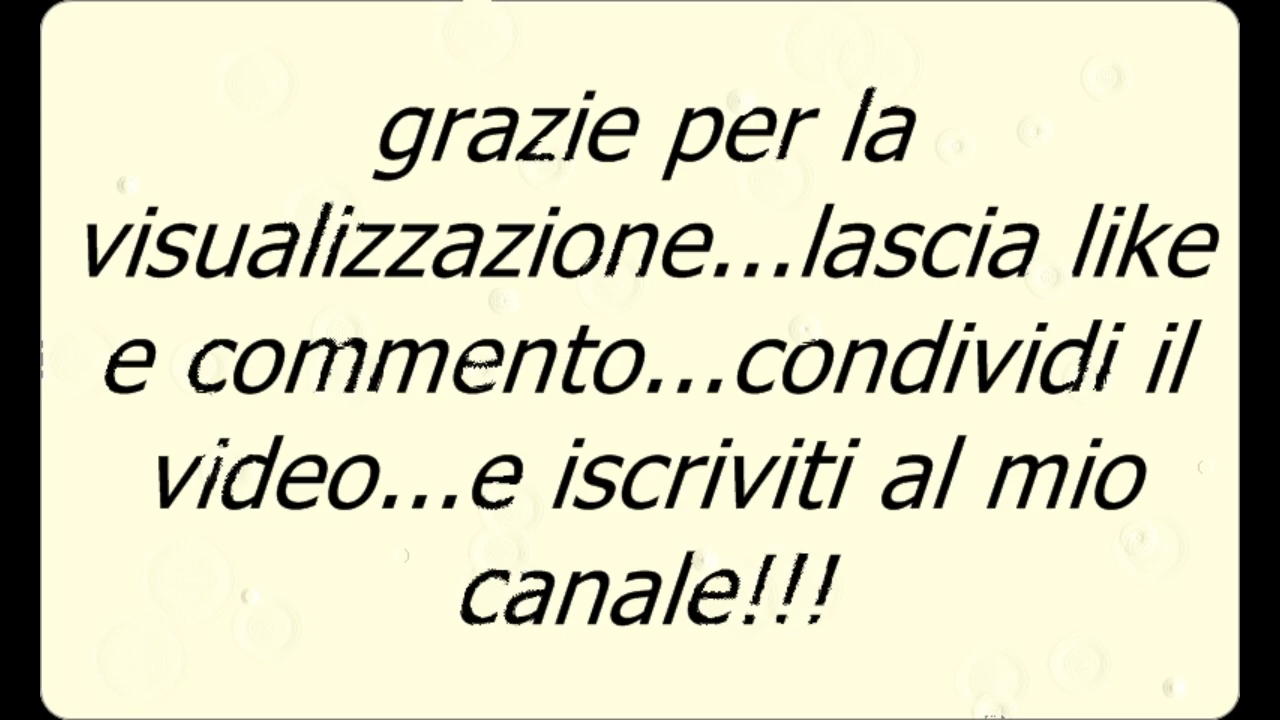 grazie per la
visualizzazione...lascia like
e commento...condividi il
video...e iscriviti al mio
canale!!!